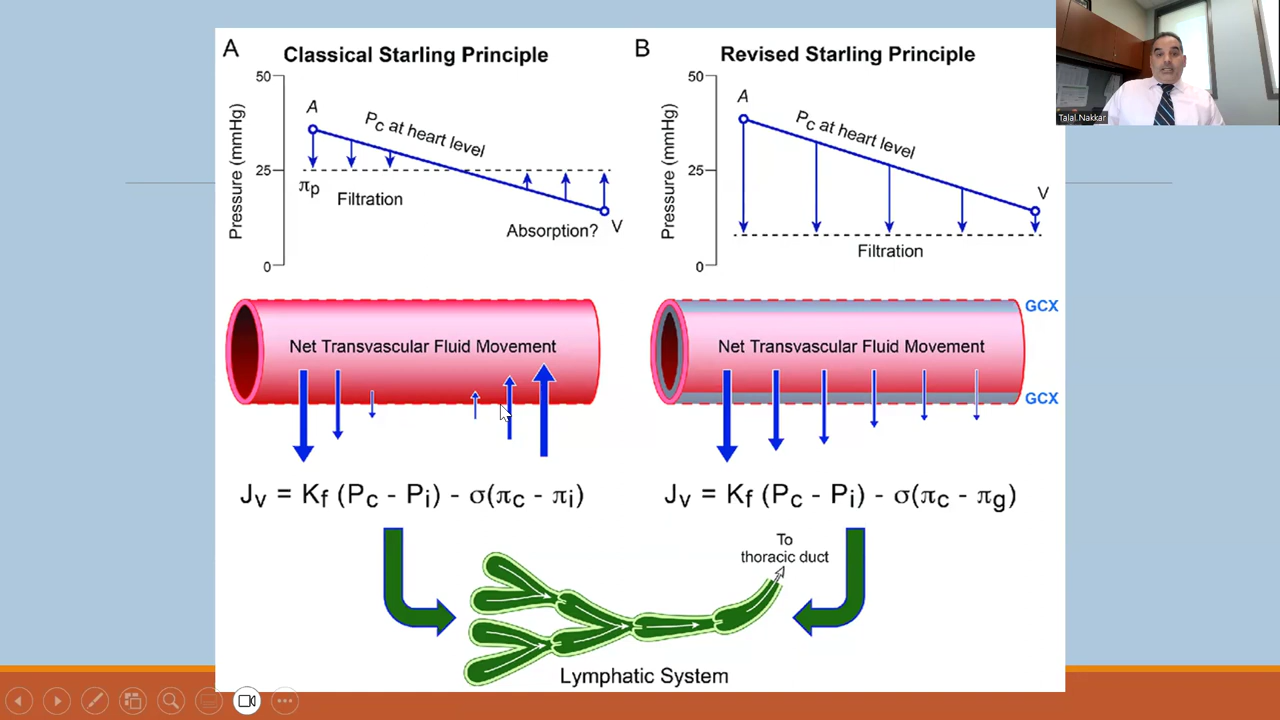 A
Classical Starling Principle
50
25
0
Pressure (mmHg)
A
Pc at heart level
πp
Filtration
Absorption?
V
Net Transvascular Fluid Movement
Jv = Kf (Pc - Pi) - σ(πc - πi)
B
Revised Starling Principle
50
25
0
Pressure (mmHg)
A
Pc at heart level
V
Filtration
GCX
Net Transvascular Fluid Movement
GCX
Jv = Kf (Pc - Pi) - σ(πc - πg)
To
thoracic duct
Lymphatic System
Talal Nakkar